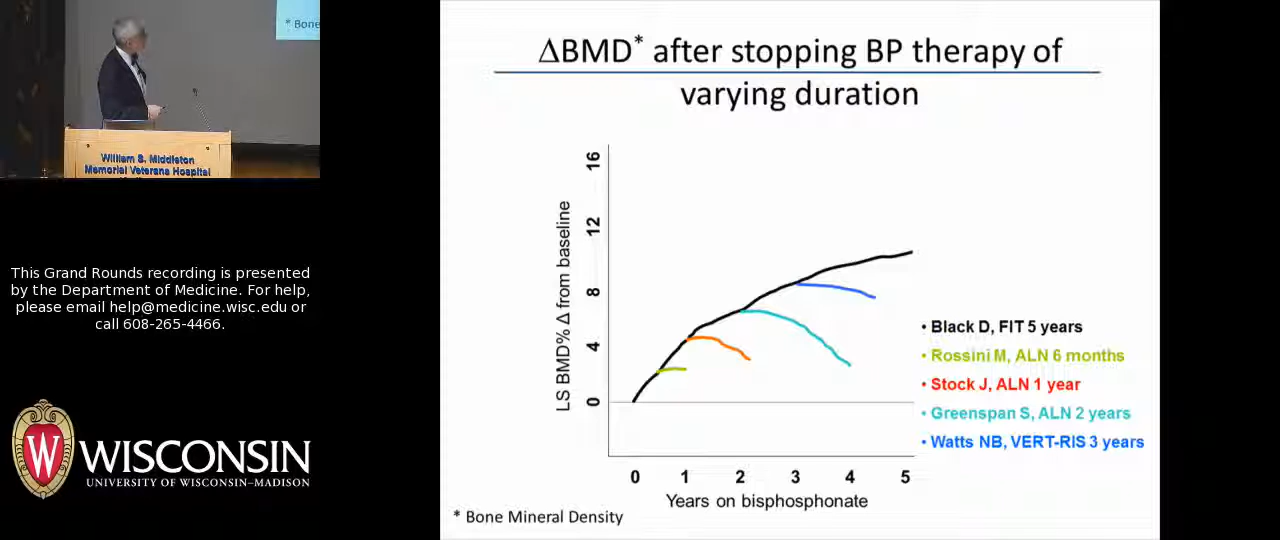 * Bone
William S. Middleton
Memorial Veterans Hospital
This Grand Rounds recording is presented
by the Department of Medicine. For help,
please email help@medicine.wisc.edu or
call 608-265-4466.
W
WISCONSIN
UNIVERSITY OF WISCONSIN–MADISON
ΔBMD* after stopping BP therapy of
varying duration
LS BMD% Δ from baseline
16
12
8
4
0
0 1 2 3 4 5
Years on bisphosphonate
• Black D, FIT 5 years
• Rossini M, ALN 6 months
• Stock J, ALN 1 year
• Greenspan S, ALN 2 years
• Watts NB, VERT-RIS 3 years
* Bone Mineral Density